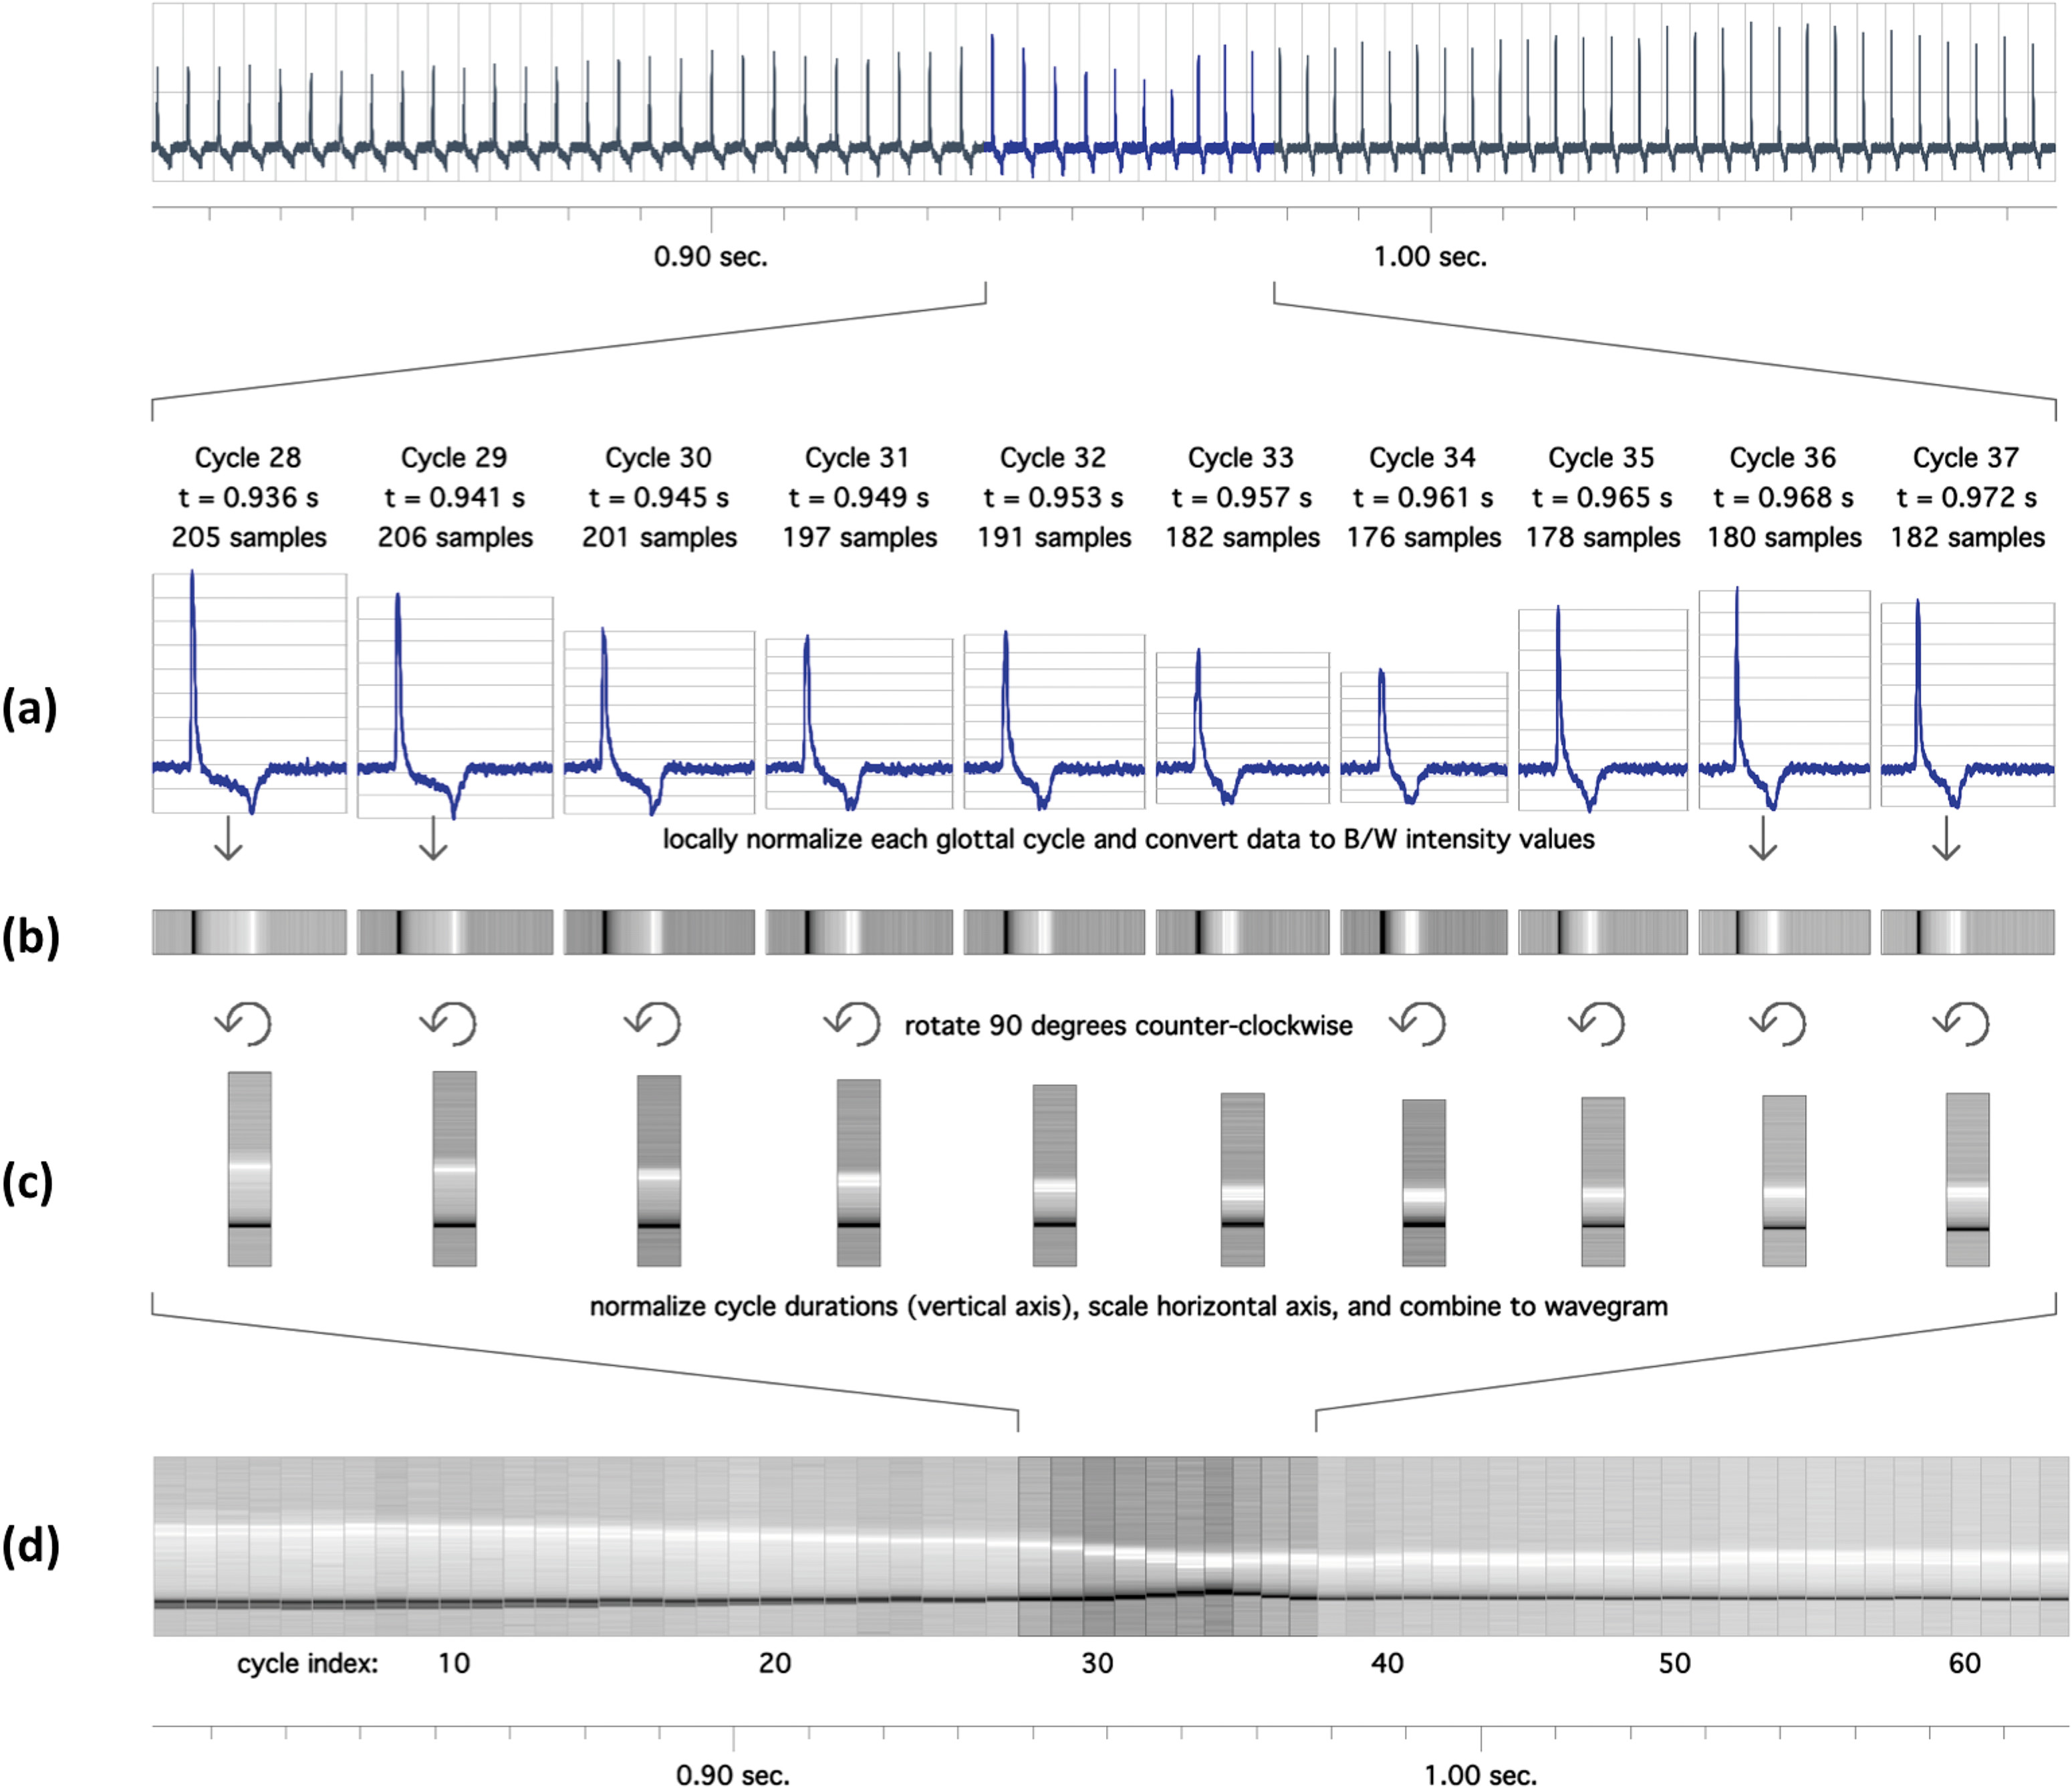 0.90 sec.
1.00 sec.
Cycle 28
t = 0.936 s
205 samples
Cycle 29
t = 0.941 s
206 samples
Cycle 30
t = 0.945 s
201 samples
Cycle 31
t = 0.949 s
197 samples
Cycle 32
t = 0.953 s
191 samples
Cycle 33
t = 0.957 s
182 samples
Cycle 34
t = 0.961 s
176 samples
Cycle 35
t = 0.965 s
178 samples
Cycle 36
t = 0.968 s
180 samples
Cycle 37
t = 0.972 s
182 samples
(a)
locally normalize each glottal cycle and convert data to B/W intensity values
(b)
rotate 90 degrees counter-clockwise
(c)
normalize cycle durations (vertical axis), scale horizontal axis, and combine to wavegram
(d)
cycle index: 10 20 30 40 50 60
0.90 sec.
1.00 sec.